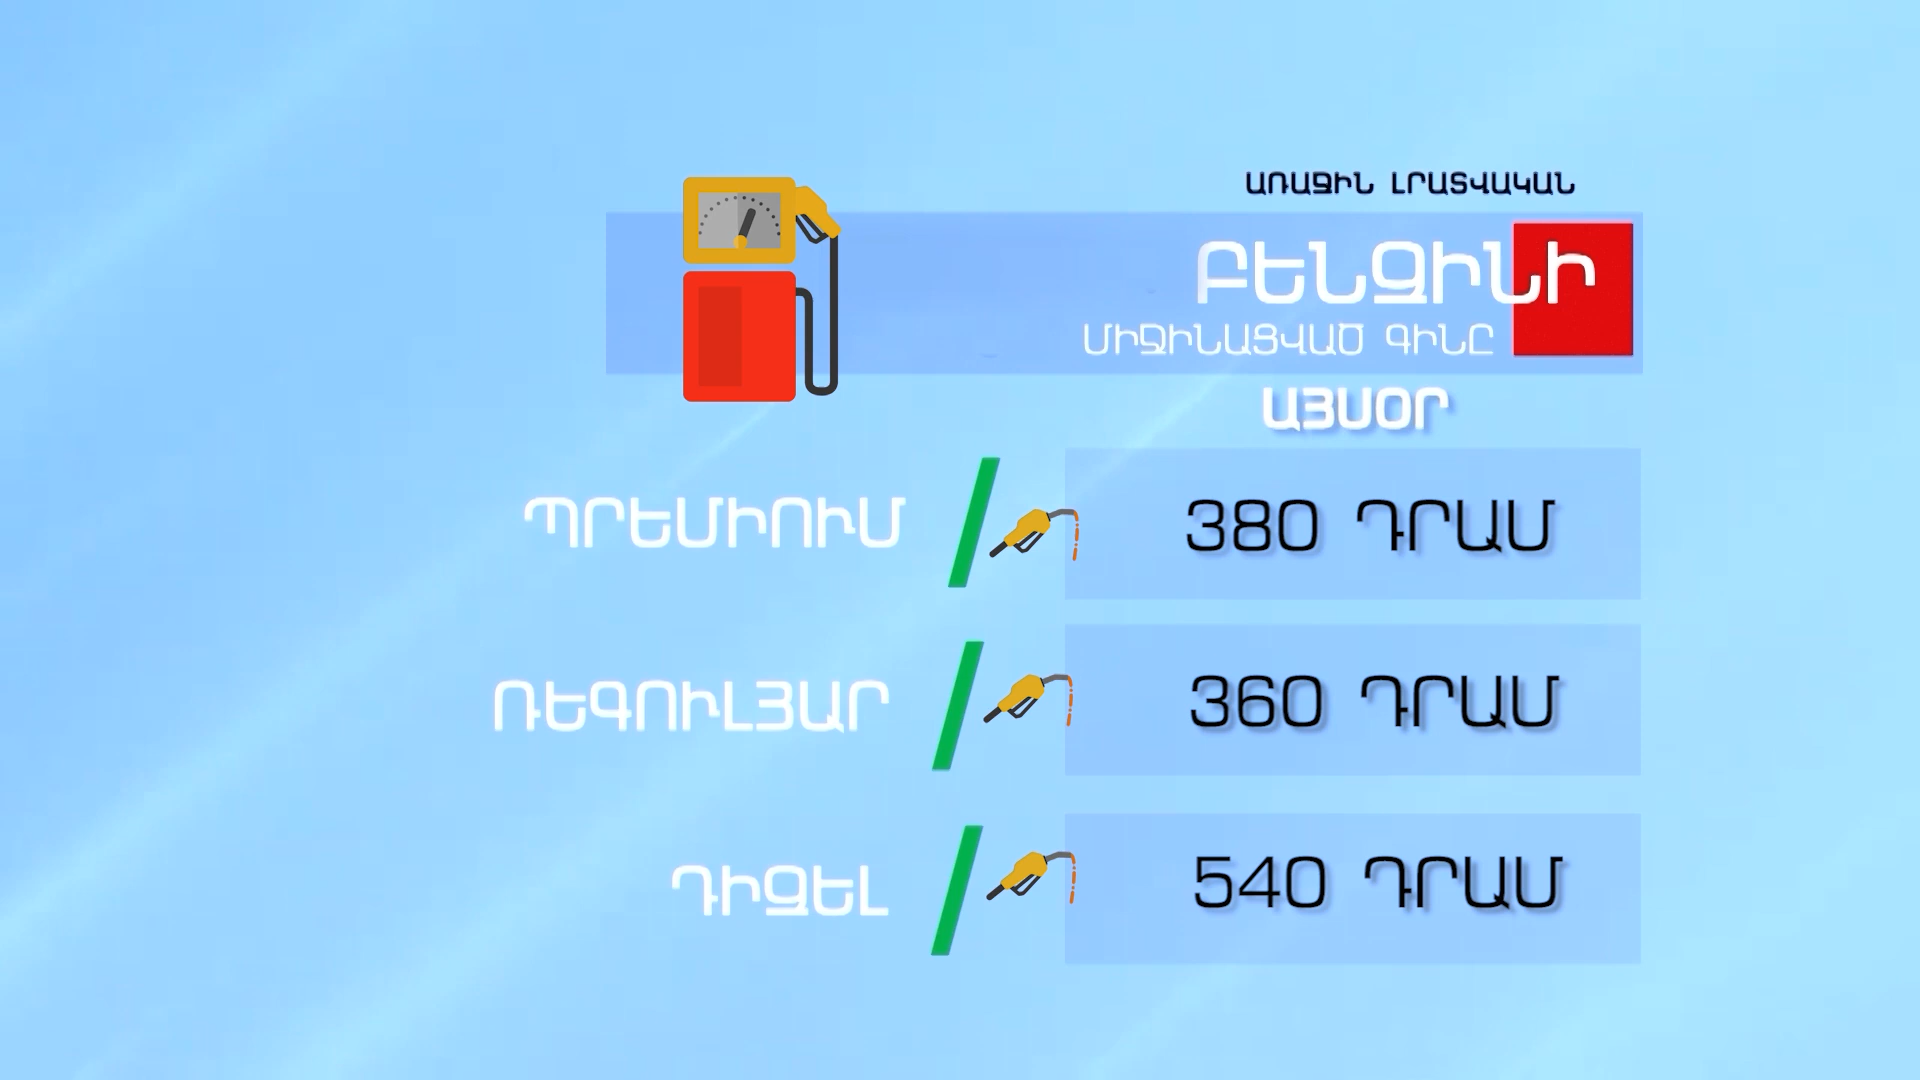 ԱՌԱՋԻՆ ԼՐԱՏՎԱԿԱՆ
ԲԵՆԶԻՆԻ
ՄԻՋԻՆԱՑՎԱԾ ԳԻՆԸ
ԱՅՍՕՐ
ՊՐԵՄԻՈՒՄ 380 ԴՐԱՄ
ՌԵԳՈՒԼՅԱՐ 360 ԴՐԱՄ
ԴԻԶԵԼ 540 ԴՐԱՄ